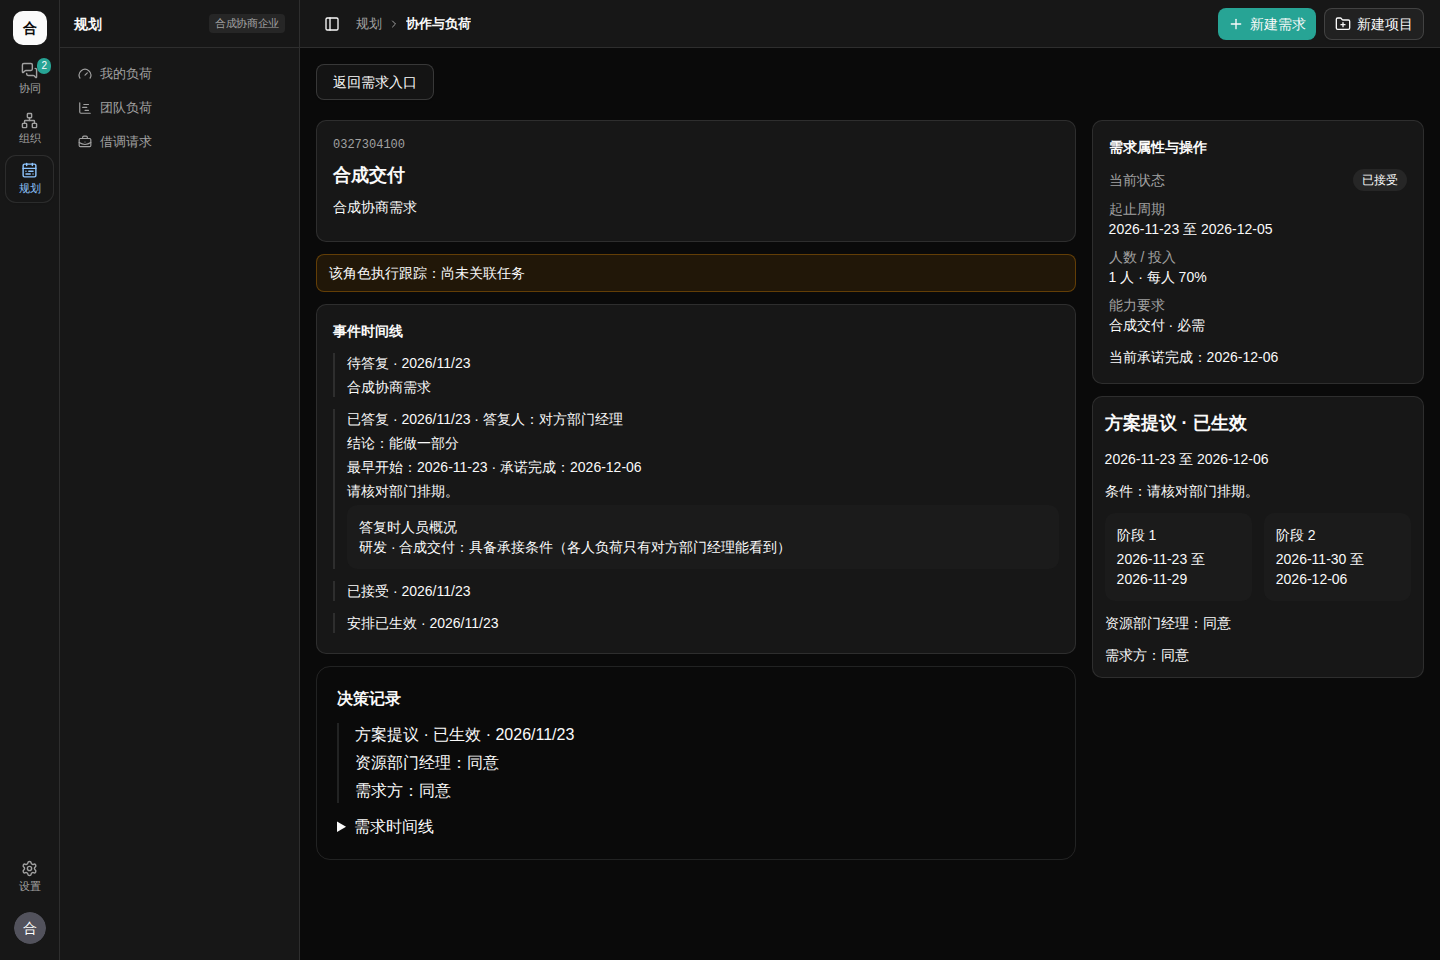 合
协同
2
组织
规划
设置
合
规划
合成协商企业
我的负荷
团队负荷
借调请求
规划
协作与负荷
新建需求
新建项目
返回需求入口
0327304100
合成交付
合成协商需求
该角色执行跟踪：尚未关联任务
事件时间线
待答复 · 2026/11/23
合成协商需求
已答复 · 2026/11/23 · 答复人：对方部门经理
结论：能做一部分
最早开始：2026-11-23 · 承诺完成：2026-12-06
请核对部门排期。
答复时人员概况
研发 · 合成交付：具备承接条件（各人负荷只有对方部门经理能看到）
已接受 · 2026/11/23
安排已生效 · 2026/11/23
决策记录
方案提议 · 已生效 · 2026/11/23
资源部门经理：同意
需求方：同意
需求时间线
需求属性与操作
当前状态
已接受
起止周期
2026-11-23 至 2026-12-05
人数 / 投入
1 人 · 每人 70%
能力要求
合成交付 · 必需
当前承诺完成：2026-12-06
方案提议 · 已生效
2026-11-23 至 2026-12-06
条件：请核对部门排期。
阶段 1
2026-11-23 至
2026-11-29
阶段 2
2026-11-30 至
2026-12-06
资源部门经理：同意
需求方：同意